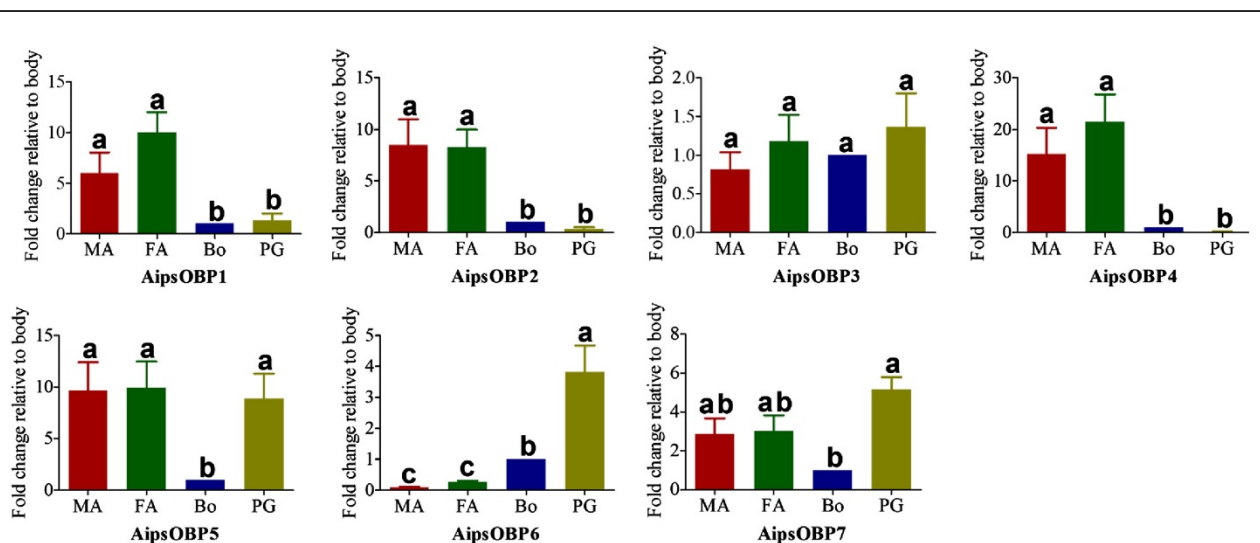 Fold change relative to body
15
10
5
0
a
a
b
b
MA FA Bo PG
AipsOBP1
Fold change relative to body
15
10
5
0
a
a
b
b
MA FA Bo PG
AipsOBP2
Fold change relative to body
2.0
1.5
1.0
0.5
0.0
a
a
a
a
MA FA Bo PG
AipsOBP3
Fold change relative to body
30
20
10
0
a
a
b
b
MA FA Bo PG
AipsOBP4
Fold change relative to body
15
10
5
0
a
a
b
a
MA FA Bo PG
AipsOBP5
Fold change relative to body
5
4
3
2
1
0
c
c
b
a
MA FA Bo PG
AipsOBP6
Fold change relative to body
8
6
4
2
0
ab
ab
b
a
MA FA Bo PG
AipsOBP7